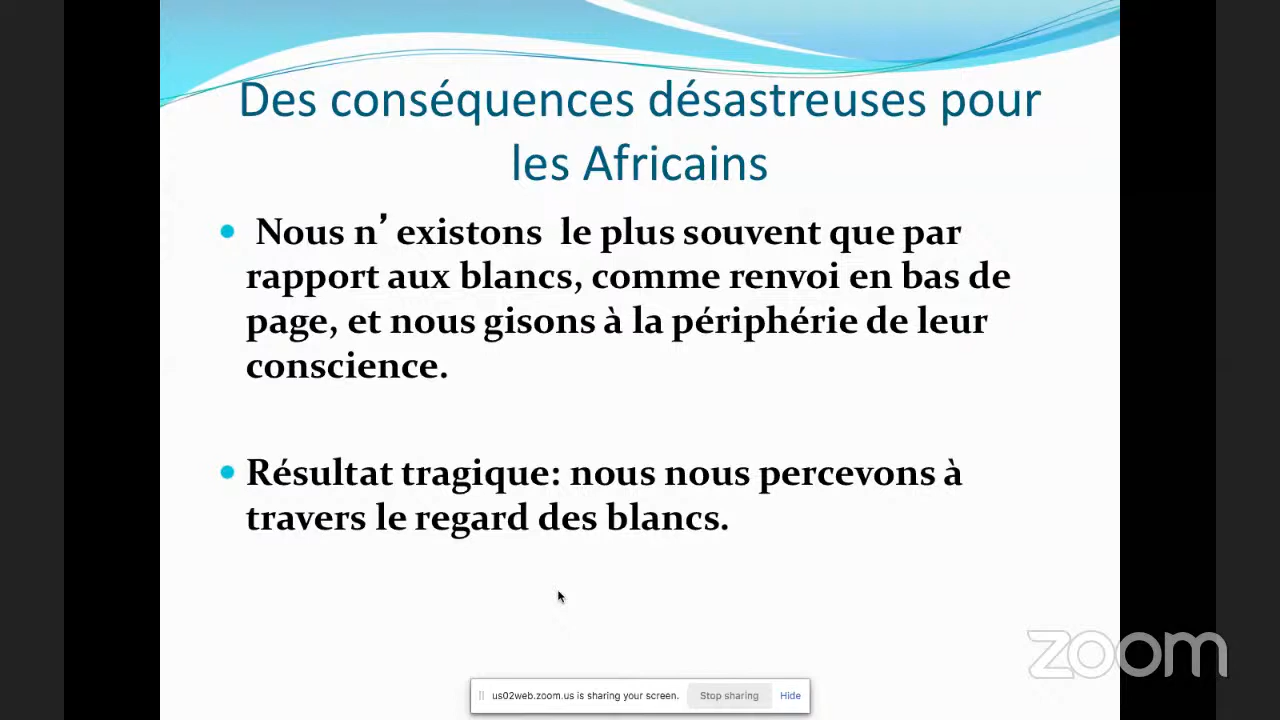 Des conséquences désastreuses pour
les Africains
Nous n’existons le plus souvent que par
rapport aux blancs, comme renvoi en bas de
page, et nous gisons à la périphérie de leur
conscience.
Résultat tragique: nous nous percevons à
travers le regard des blancs.
zoom
us02web.zoom.us is sharing your screen. Stop sharing Hide